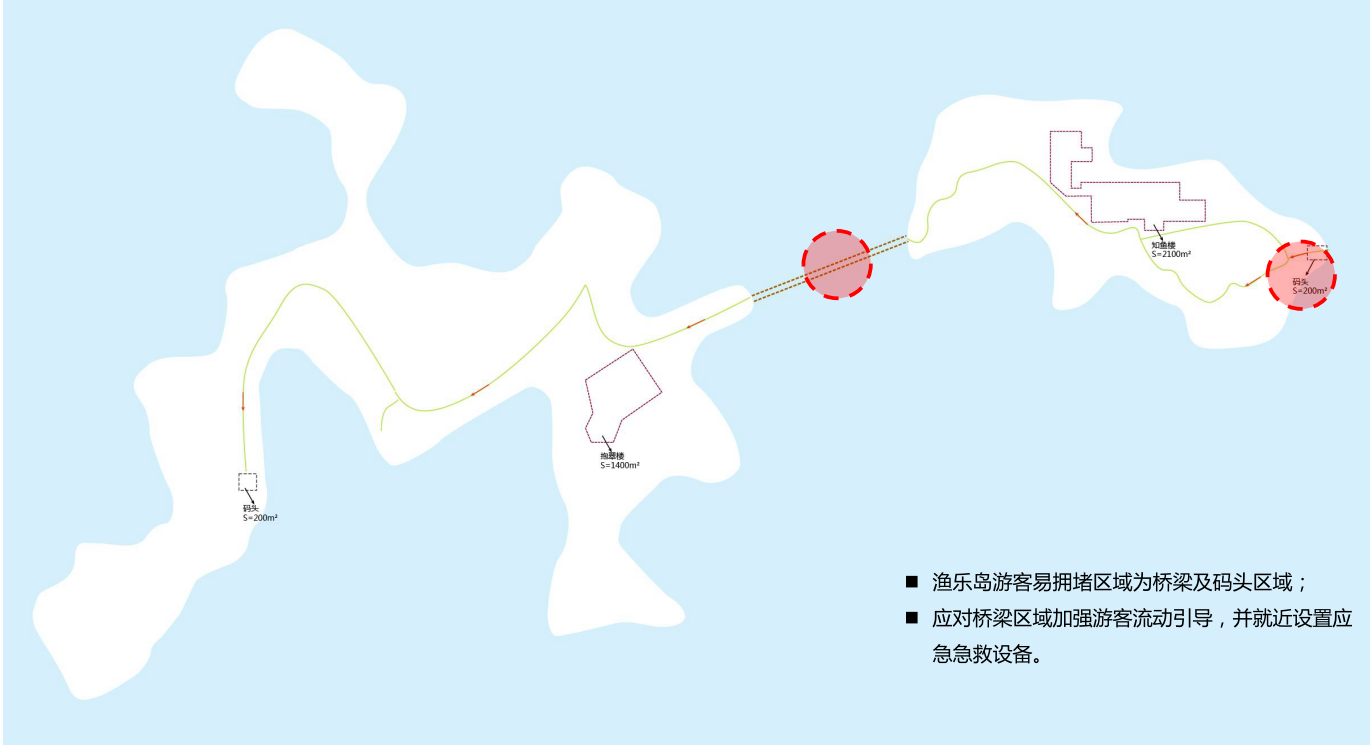 知鱼楼
S=2100m²
码头
S=200m²
抱翠楼
S=1400m²
码头
S=200m²
■ 渔乐岛游客易拥堵区域为桥梁及码头区域；
■ 应对桥梁区域加强游客流动引导，并就近设置应
急急救设备。